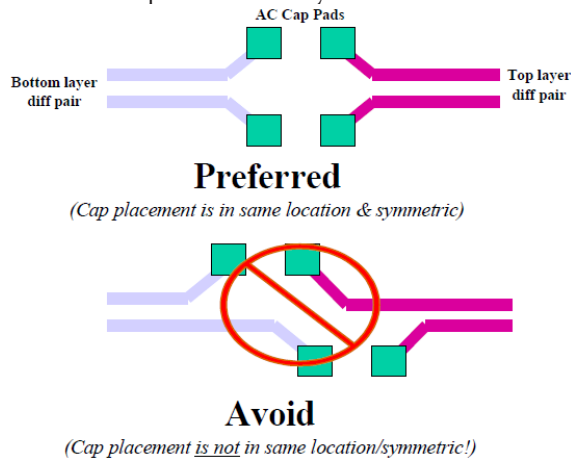 AC Cap Pads
Bottom layer
diff pair
Top layer
diff pair
Preferred
(Cap placement is in same location & symmetric)
Avoid
(Cap placement is not in same location/symmetric!)